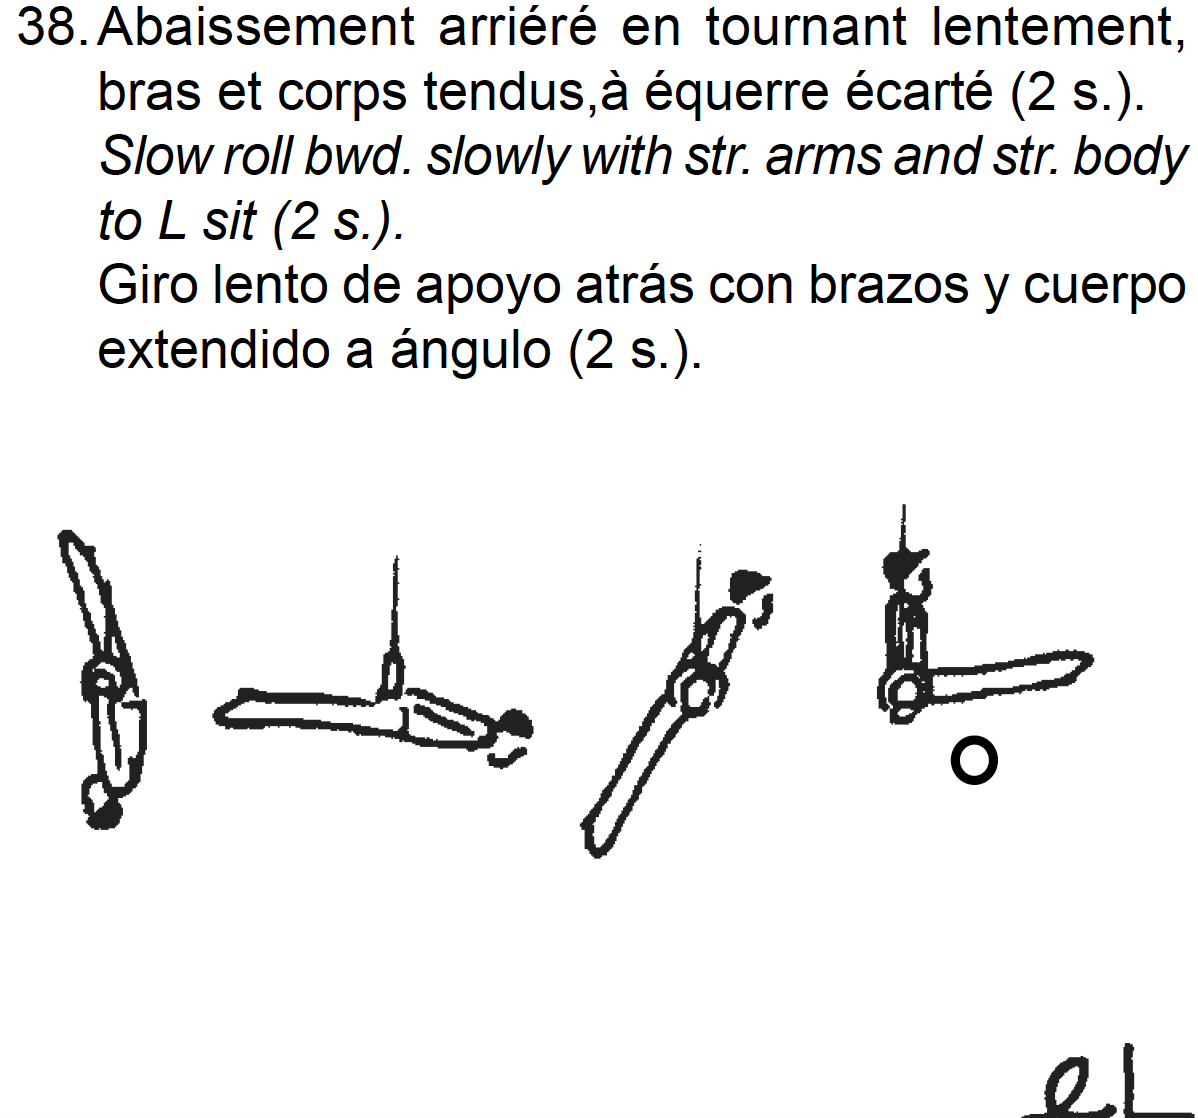 38. Abaissement arriéré en tournant lentement,
bras et corps tendus,à équerre écarté (2 s.).
Slow roll bwd. slowly with str. arms and str. body
to L sit (2 s.).
Giro lento de apoyo atrás con brazos y cuerpo
extendido a ángulo (2 s.).